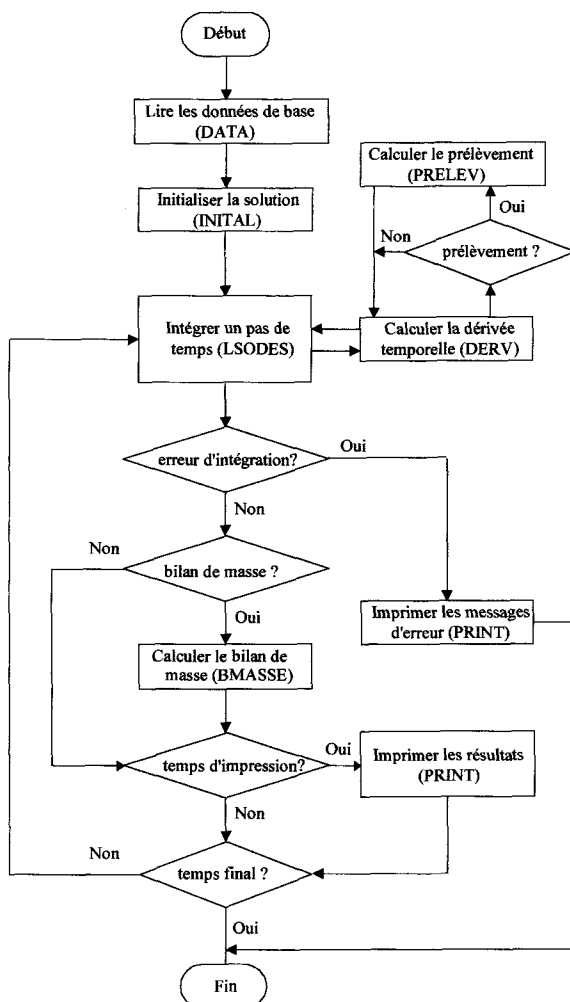 Début
Lire les données de base
(DATA)
Calculer le prélèvement
(PRELEV)
Initialiser la solution
(INITAL)
Oui
Non
prélèvement ?
Intégrer un pas de
temps (LSODES)
Calculer la dérivée
temporelle (DERV)
Oui
erreur d'intégration?
Non
Non
bilan de masse ?
Oui
Imprimer les messages
d'erreur (PRINT)
Calculer le bilan de
masse (BMASSE)
Oui
temps d'impression?
Imprimer les résultats
(PRINT)
Non
Non
temps final ?
Oui
Fin